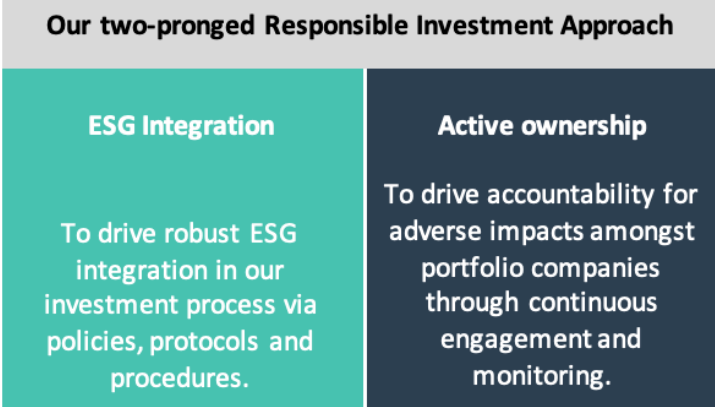 Our two-pronged Responsible Investment Approach
ESG Integration
To drive robust ESG
integration in our
investment process via
policies, protocols and
procedures.
Active ownership
To drive accountability for
adverse impacts amongst
portfolio companies
through continuous
engagement and
monitoring.